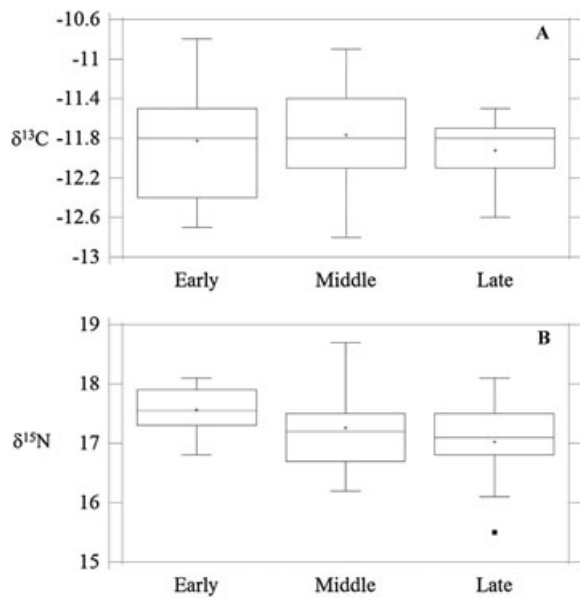 -10.6
A
-11
-11.4
δ¹³C
-11.8
-12.2
-12.6
-13
Early Middle Late
19
B
18
δ¹⁵N
17
16
15
Early Middle Late